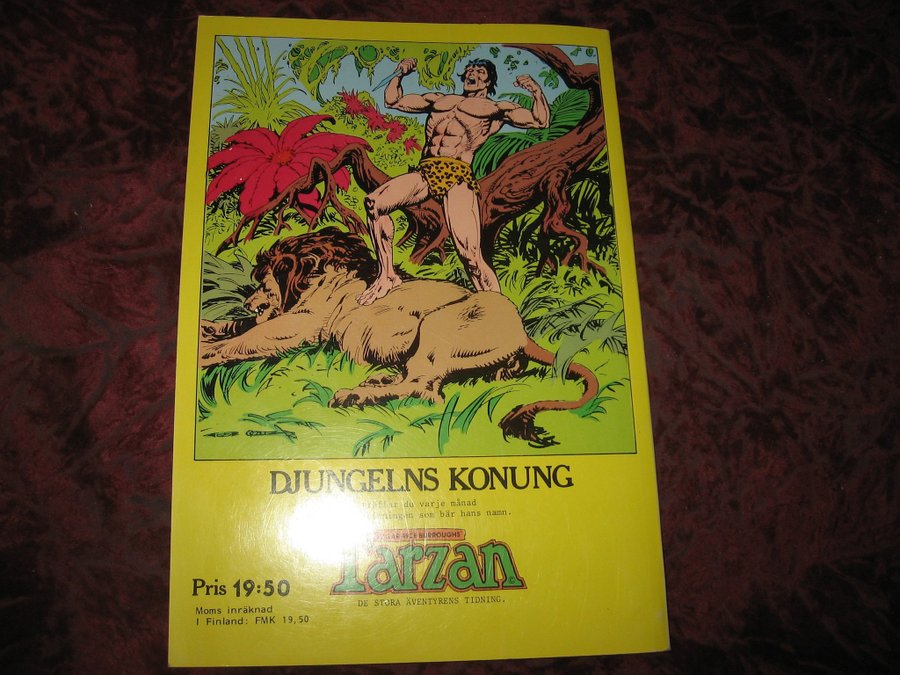 DJUNGELNS KONUNG
du varje månad
som bär hans namn.
BURROUGHS'
Tarzan
DE STORA ÄVENTYRENS TIDNING.
Pris 19:50
Moms inräknad
I Finland: FMK 19,50